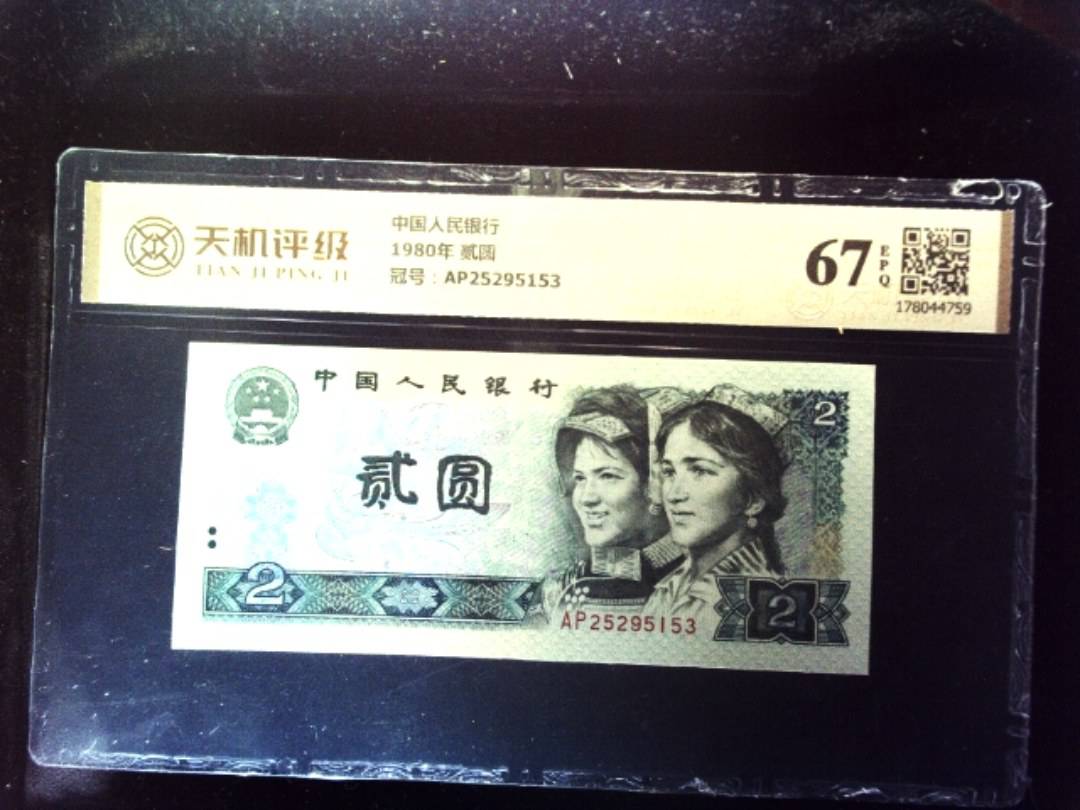 天机评级
TIAN JI PING JI
中国人民银行
1980年 贰圆
冠号：AP25295153
67
EPQ
178044759
中国人民银行
2
贰圆
2
AP25295153
2